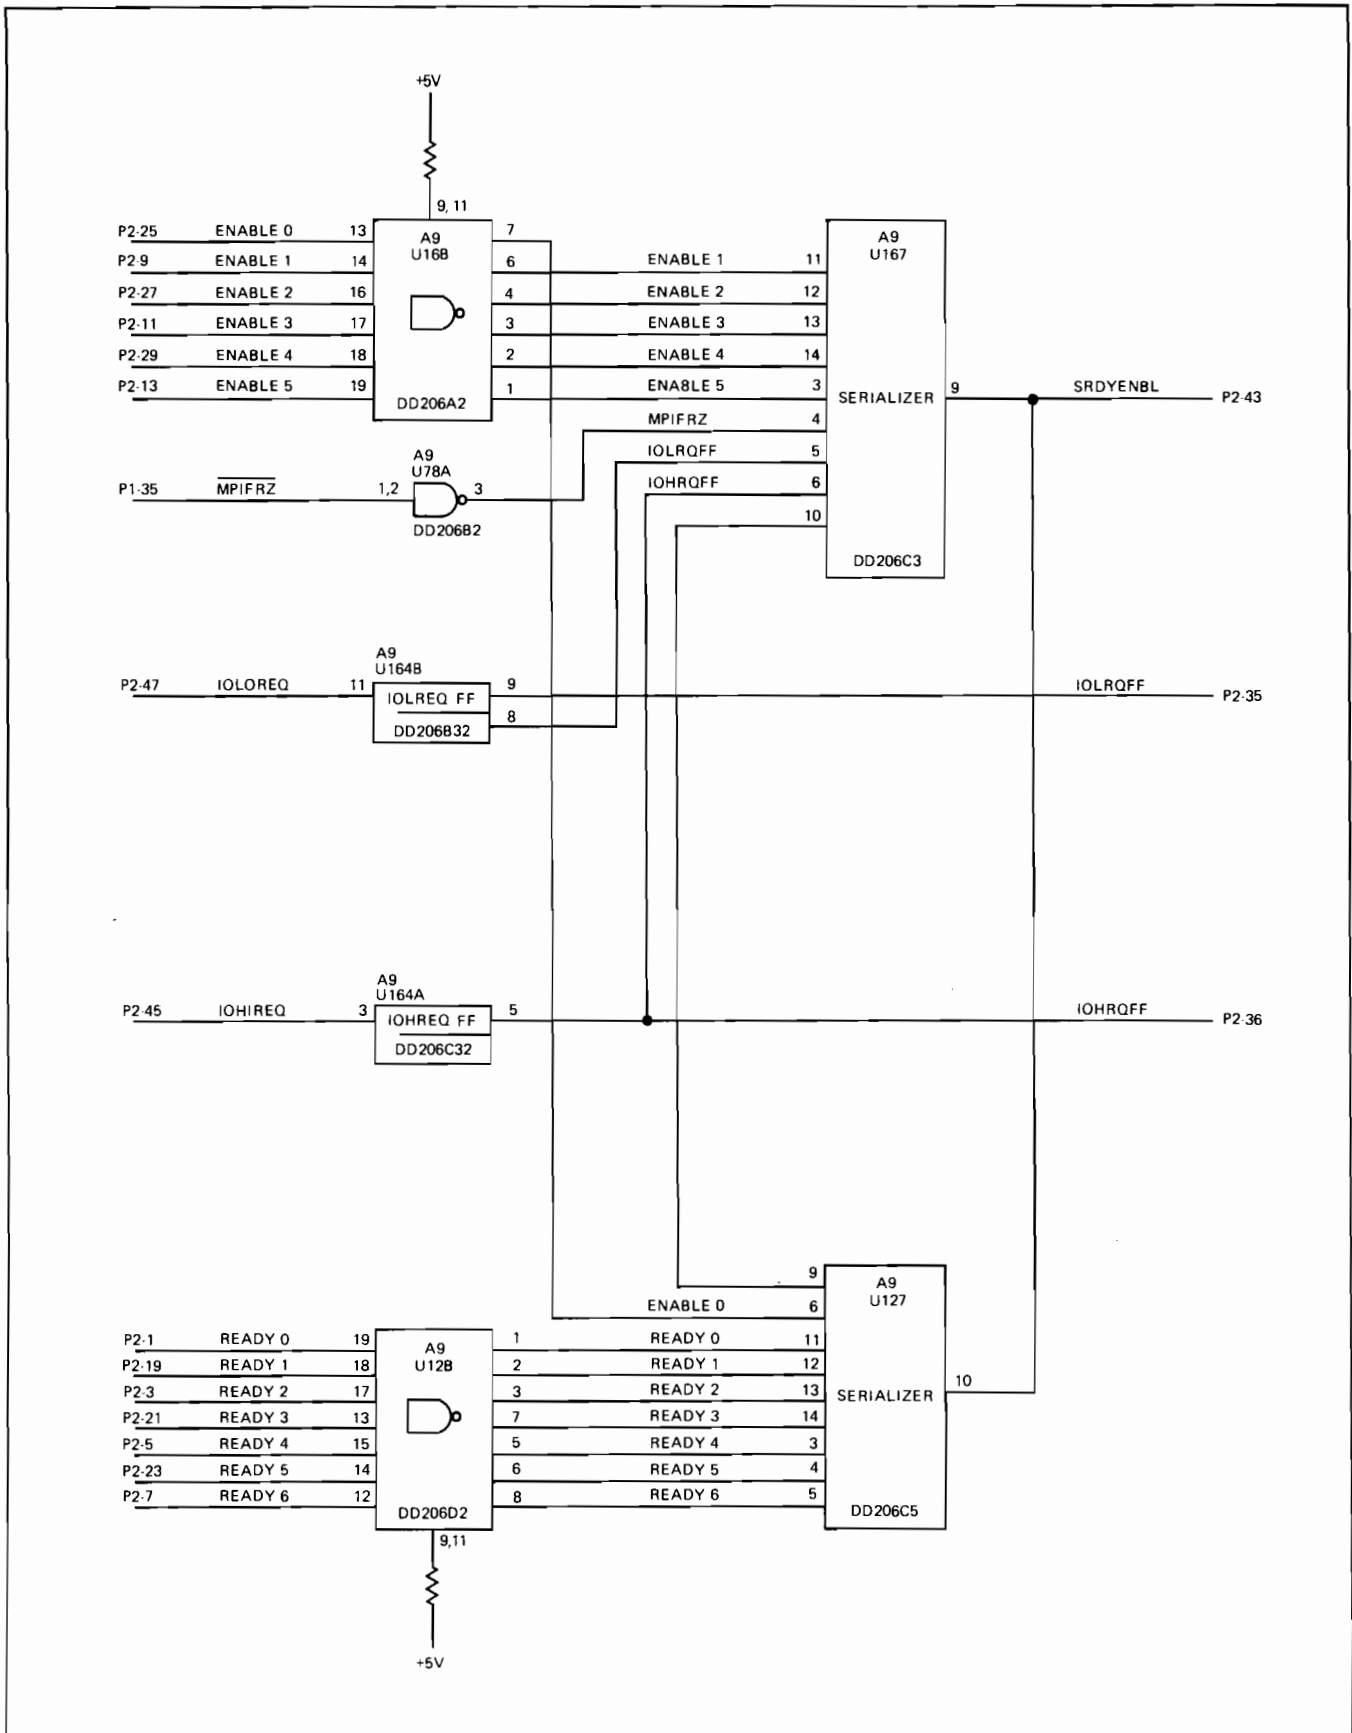 +5V
9, 11
P2-25 ENABLE 0 13 A9 7
U16B
P2-9 ENABLE 1 14 6 ENABLE 1 11 A9
U167
P2-27 ENABLE 2 16 4 ENABLE 2 12
P2-11 ENABLE 3 17 3 ENABLE 3 13
P2-29 ENABLE 4 18 2 ENABLE 4 14
P2-13 ENABLE 5 19 1 ENA8LE 5 3 SERIALIZER 9 SRDYENBL P2-43
DD206A2
MPIFRZ 4
A9
U78A
IOLRQFF 5
P1-35 MPIFRZ 1,2 3 IOHRQFF 6
DD206B2
10
DD206C3
A9
U164B
P2-47 IOLOREQ 11 IOLREQ FF 9 IOLRQFF P2-35
8
DD206B32
A9
U164A
P2-45 IOHIREQ 3 IOHREQ FF 5 IOHRQFF P2-36
DD206C32
9 A9
U127
ENABLE 0 6
P2-1 READY 0 19 A9 1 READY 0 11
P2-19 READY 1 18 U12B 2 READY 1 12
P2-3 READY 2 17 3 READY 2 13 SERIALIZER 10
P2-21 READY 3 13 7 READY 3 14
P2-5 READY 4 15 5 READY 4 3
P2-23 READY 5 14 6 READY 5 4
P2-7 READY 6 12 8 READY 6 5
DD206D2 DD206C5
9,11
+5V